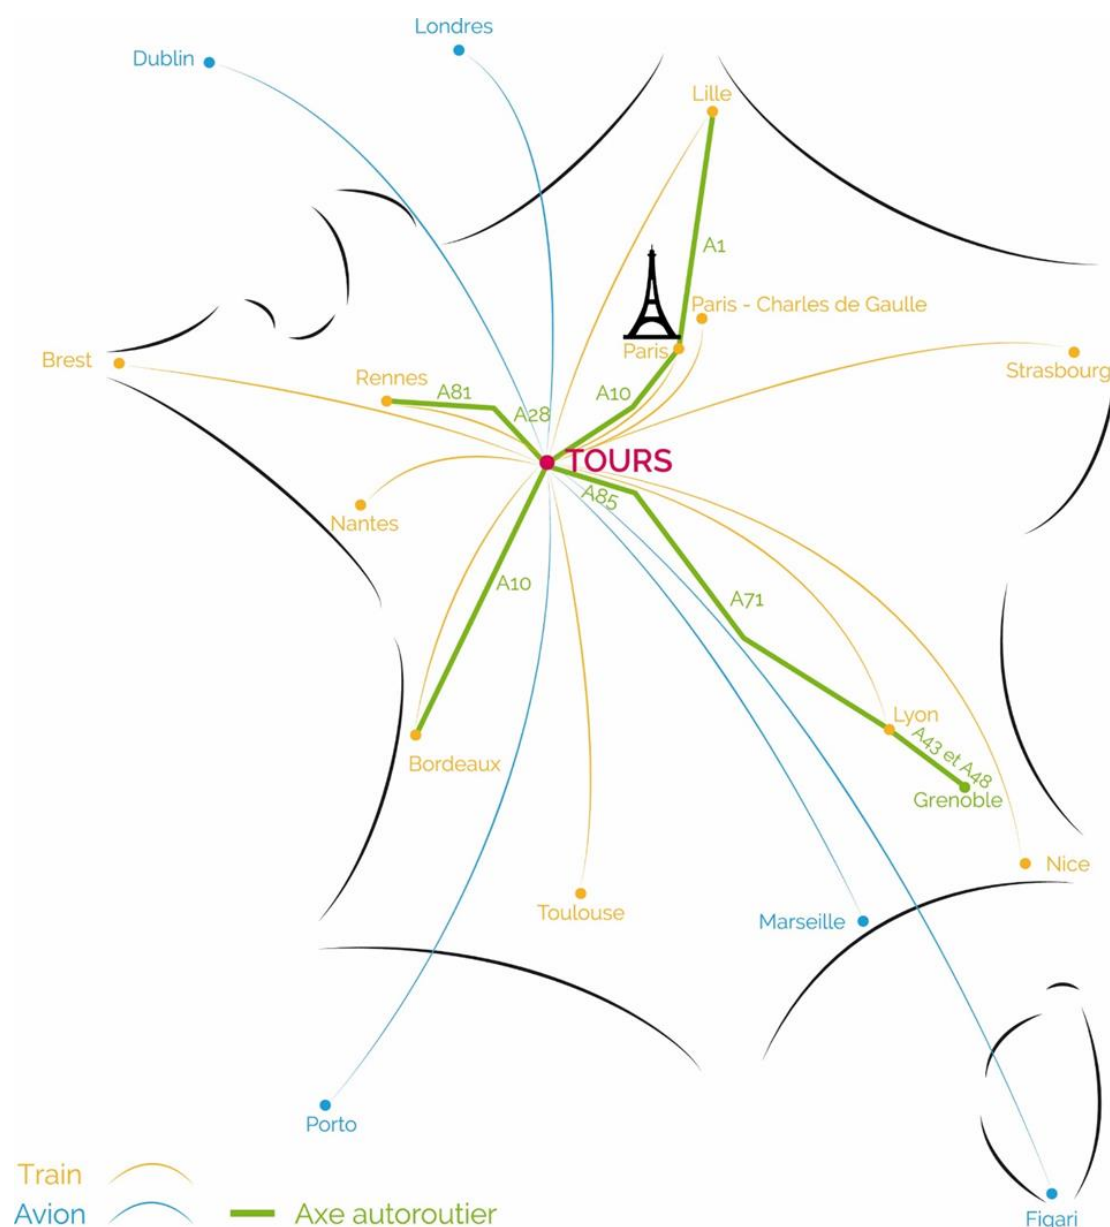 Londres
Dublin
Lille
A1
Paris - Charles de Gaulle
Paris
Brest
Strasbourg
Rennes
A81
A10
A28
TOURS
A85
Nantes
A10
A71
Lyon
A43 et A48
Bordeaux
Grenoble
Nice
Toulouse
Marseille
Porto
Train
Avion
Axe autoroutier
Figari